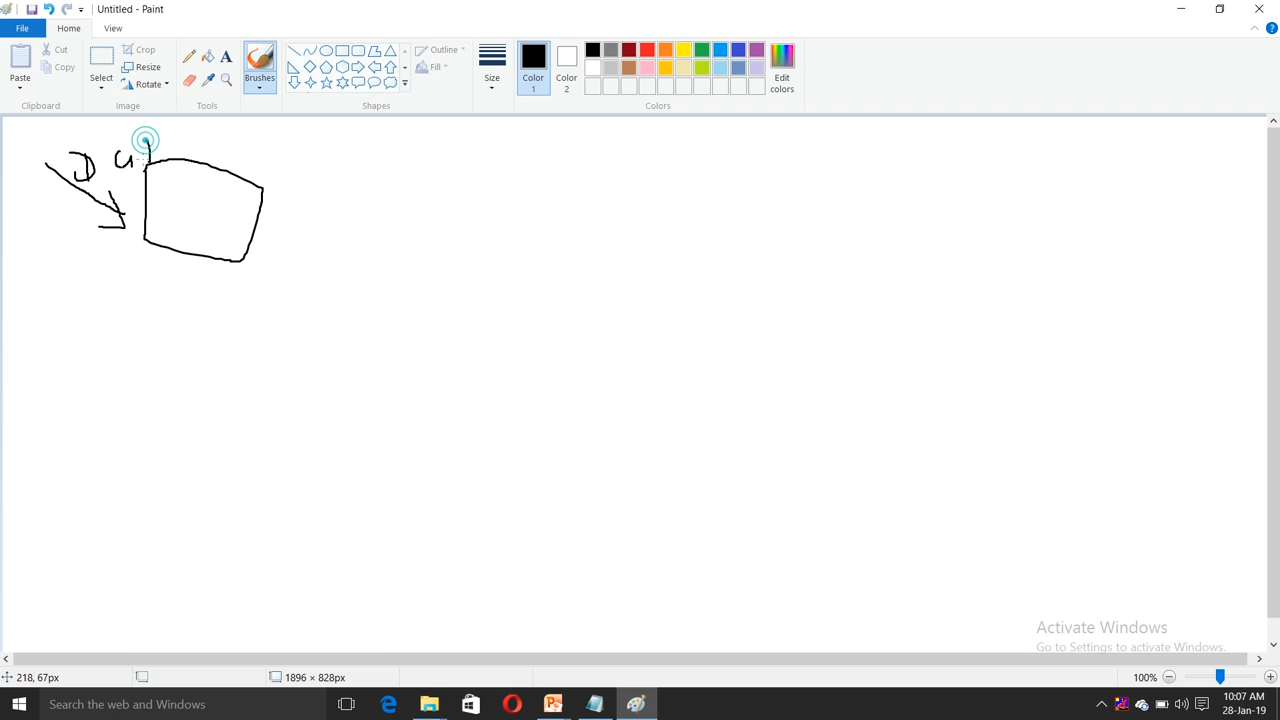 Untitled - Paint
File Home View
Paste
Cut
Copy
Clipboard
Select
Crop
Resize
Rotate
Image
Tools
Brushes
Shapes
Outline
Fill
Size
Color 1
Color 2
Edit colors
Colors
D
Activate Windows
Go to Settings to activate Windows.
218, 67px
1896 × 828px
100%
Search the web and Windows
10:07 AM
28-Jan-19